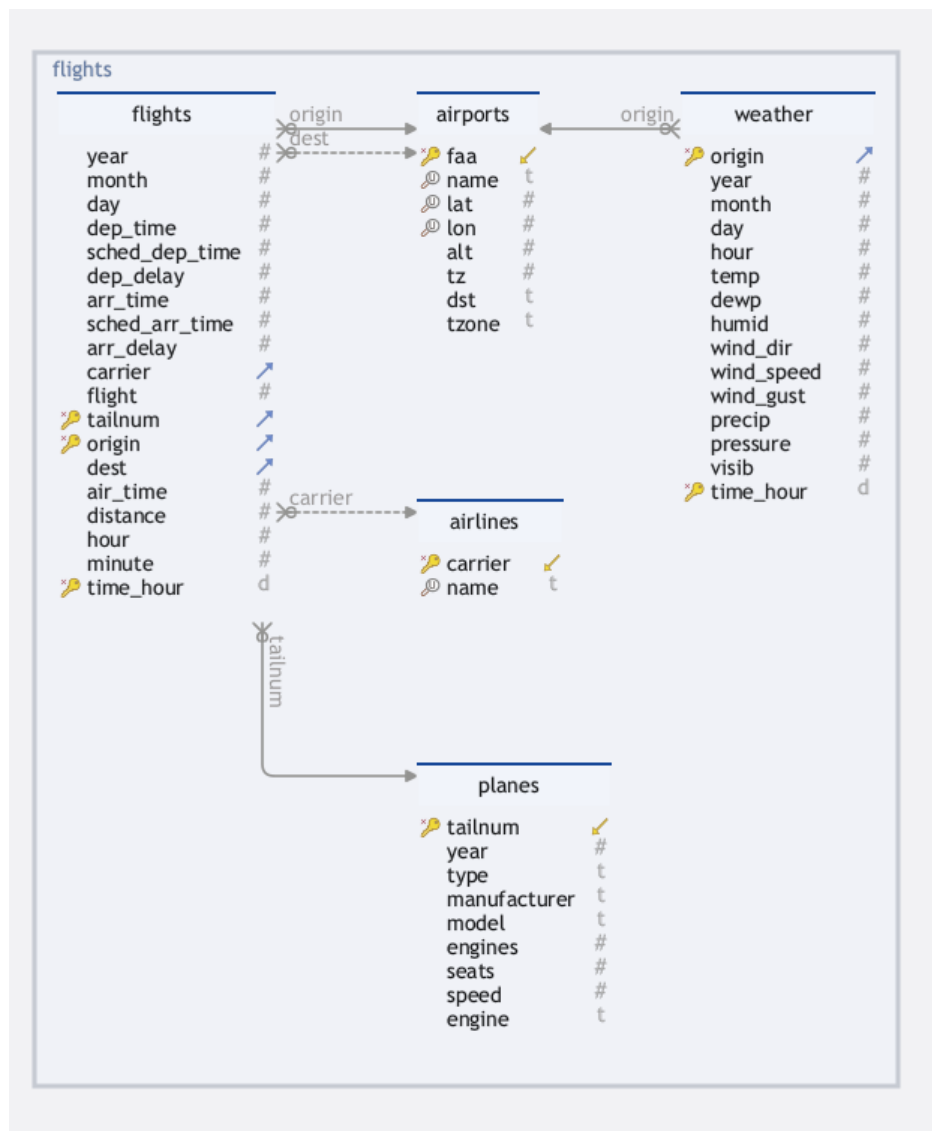 flights
flights
year #
month #
day #
dep_time #
sched_dep_time #
dep_delay #
arr_time #
sched_arr_time #
arr_delay #
carrier
flight #
tailnum
origin
dest
air_time #
distance #
hour #
minute #
time_hour d
origin
dest
airports
faa
name t
lat #
lon #
alt #
tz #
dst t
tzone t
origin
weather
origin
year #
month #
day #
hour #
temp #
dewp #
humid #
wind_dir #
wind_speed #
wind_gust #
precip #
pressure #
visib #
time_hour d
carrier
airlines
carrier
name t
tailnum
planes
tailnum
year #
type t
manufacturer t
model t
engines #
seats #
speed #
engine t